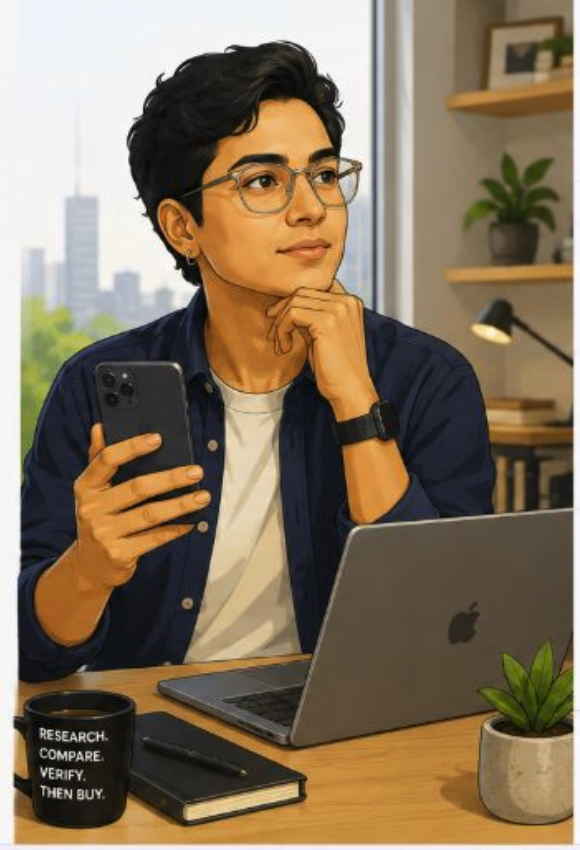 RESEARCH.
COMPARE.
VERIFY.
THEN BUY.